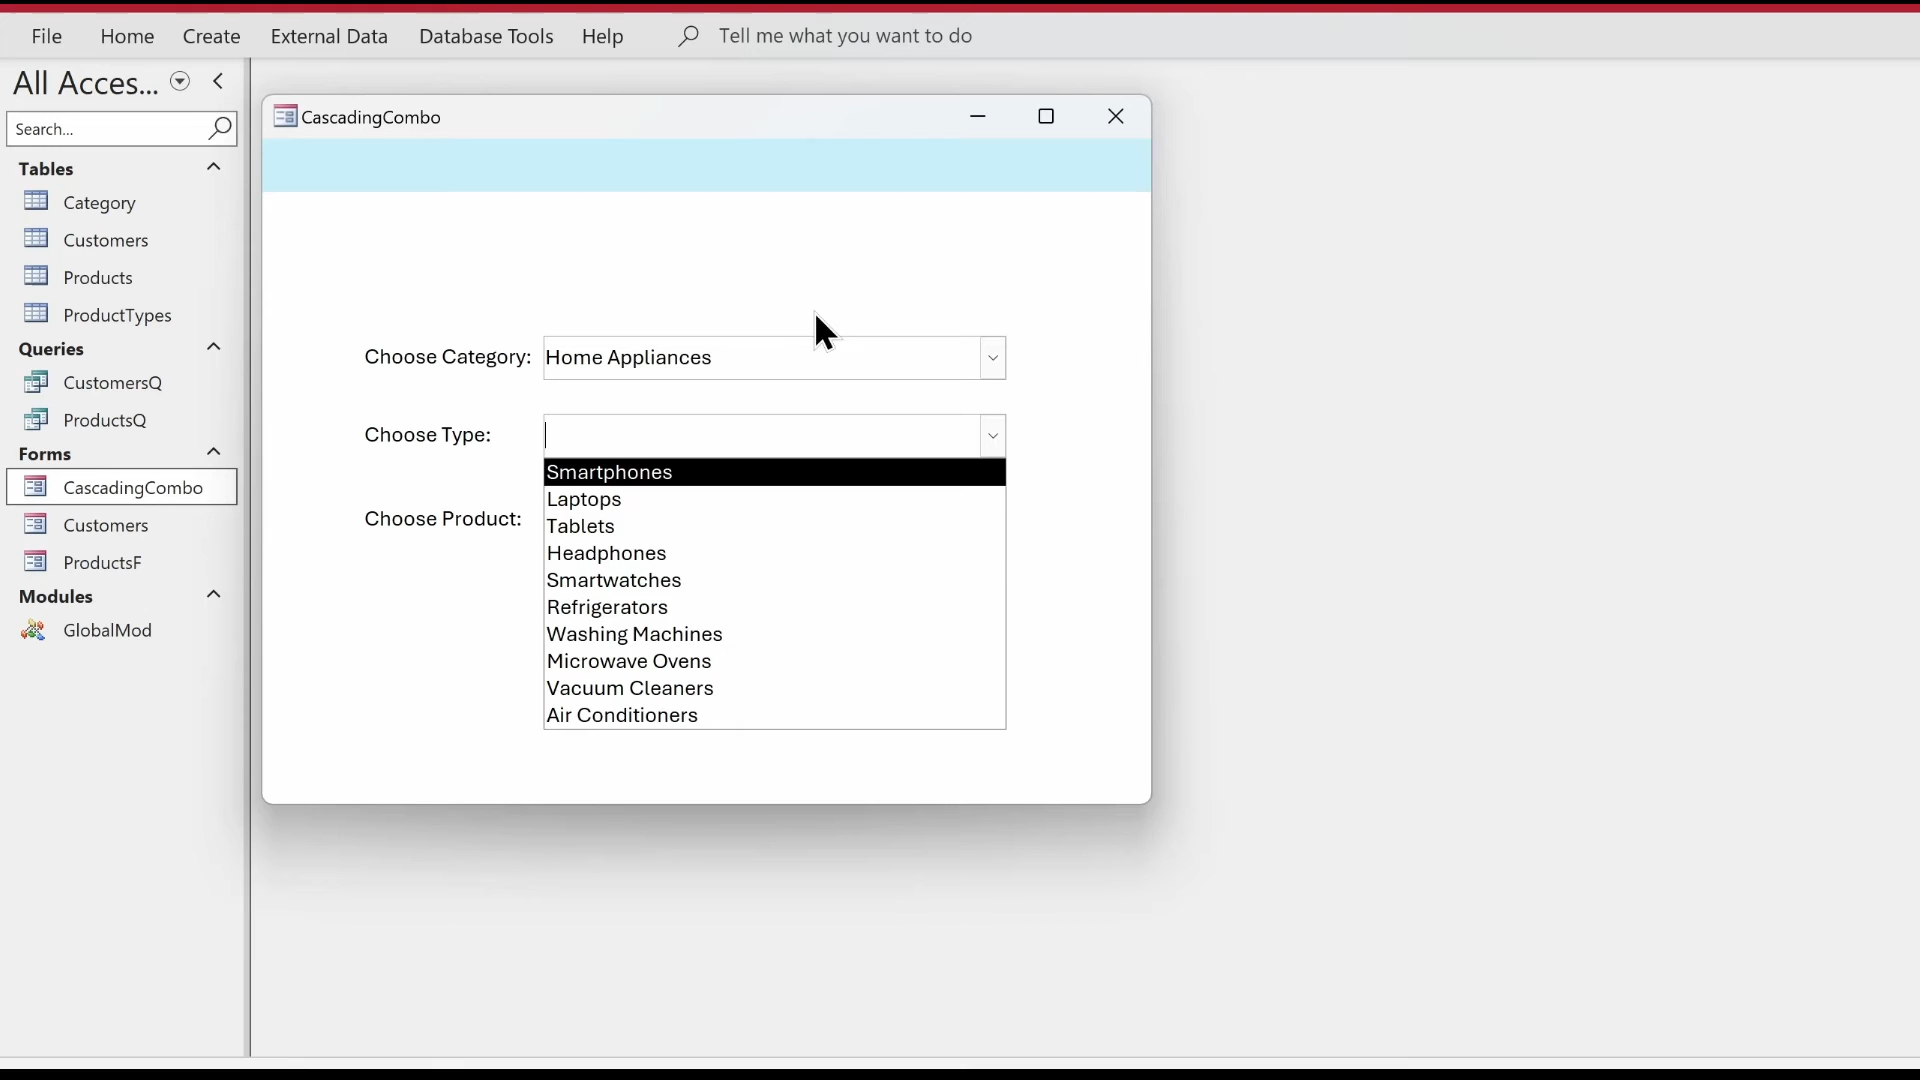 File Home Create External Data Database Tools Help Tell me what you want to do
All Acces...
Search...
Tables
Category
Customers
Products
ProductTypes
Queries
CustomersQ
ProductsQ
Forms
CascadingCombo
Customers
ProductsF
Modules
GlobalMod
CascadingCombo
Choose Category: Home Appliances
Choose Type:
Choose Product:
Smartphones
Laptops
Tablets
Headphones
Smartwatches
Refrigerators
Washing Machines
Microwave Ovens
Vacuum Cleaners
Air Conditioners